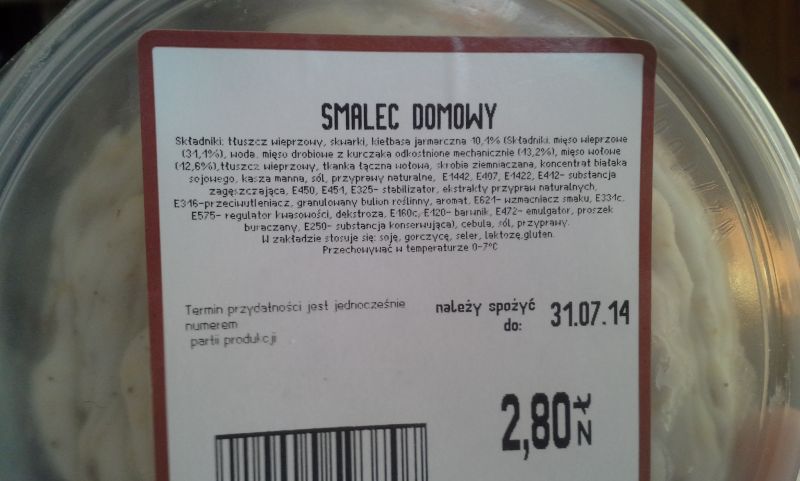 SMALEC DOMOWY
Składniki: tłuszcz wieprzowy, skwarki, kiełbasa jarmarczna 10,4% (Składniki: mięso wieprzowe
(31,1%), woda, mięso drobiowe z kurczaka odkostnione mechanicznie (13,2%), mięso wołowe
(12,6%),tłuszcz wieprzowy, tkanka łączna wołowa, skrobia ziemniaczana, koncentrat białaka
sojowego, kasza manna, sól, przyprawy naturalne, E1442, E407, E1422, E412- substancja
zagęszczająca, E450, E451, E325- stabilizator, ekstrakty przypraw naturalnych,
E316-przeciwutleniacz, granulowany bulion roślinny, aromat, E621- wzmacniacz smaku, E331c,
E575- regulator kwasowości, dekstroza, E160c, E120- barwnik, E472- emulgator, proszek
buraczany, E250- substancja konserwująca), cebula, sól, przyprawy.
W zakładzie stosuje się: soję, gorczycę, seler, laktozę,gluten.
Przechowywać w temperaturze 0-7°C
Termin przydatności jest jednocześnie
numerem
partii produkcji
należy spożyć
do: 31.07.14
2,80 zł